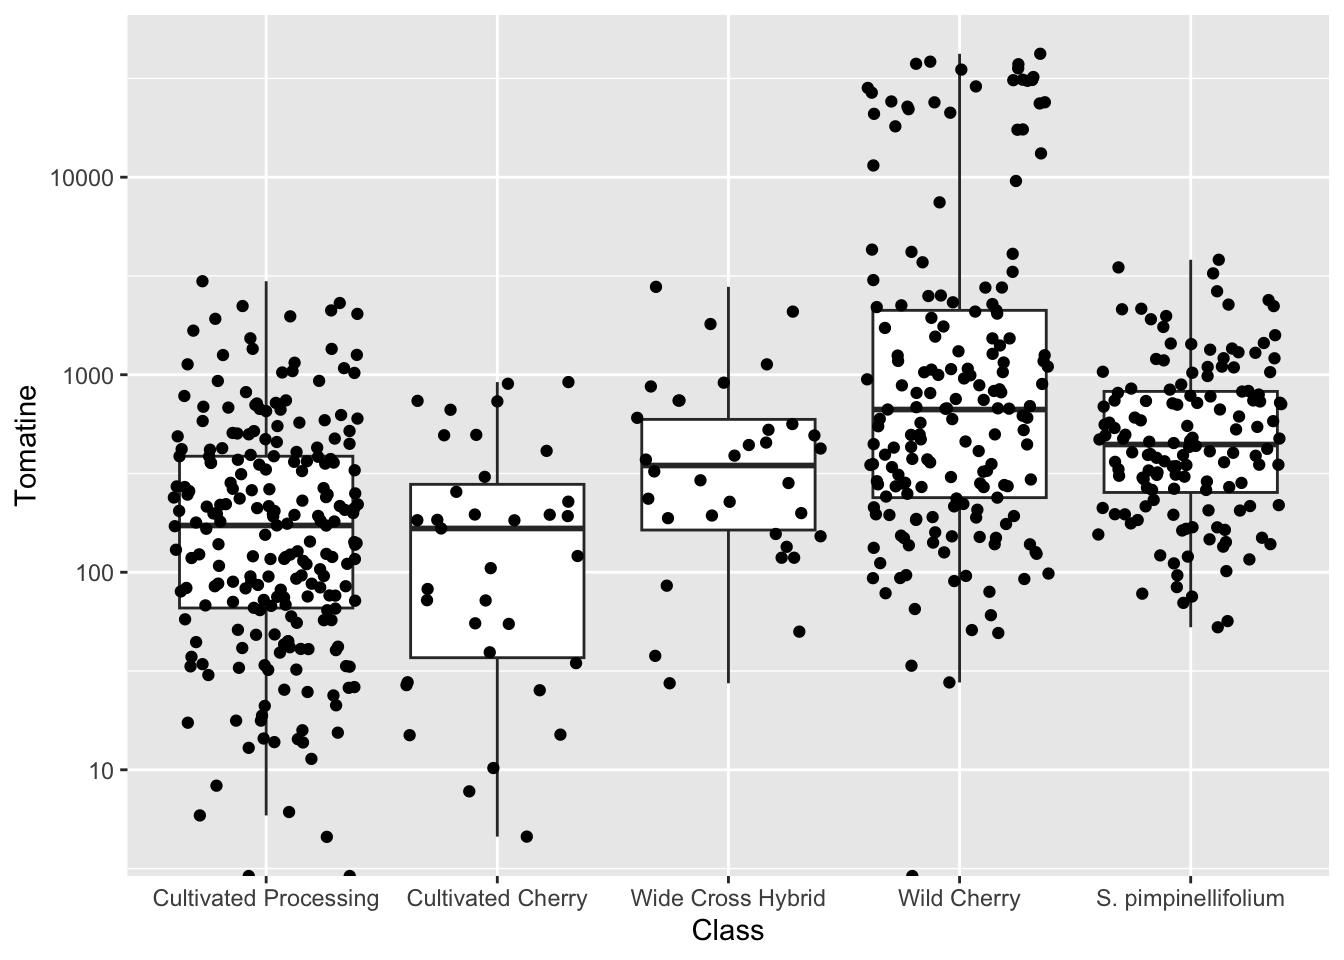 Tomatine
10000
1000
100
10
Cultivated Processing
Cultivated Cherry
Wide Cross Hybrid
Wild Cherry
S. pimpinellifolium
Class